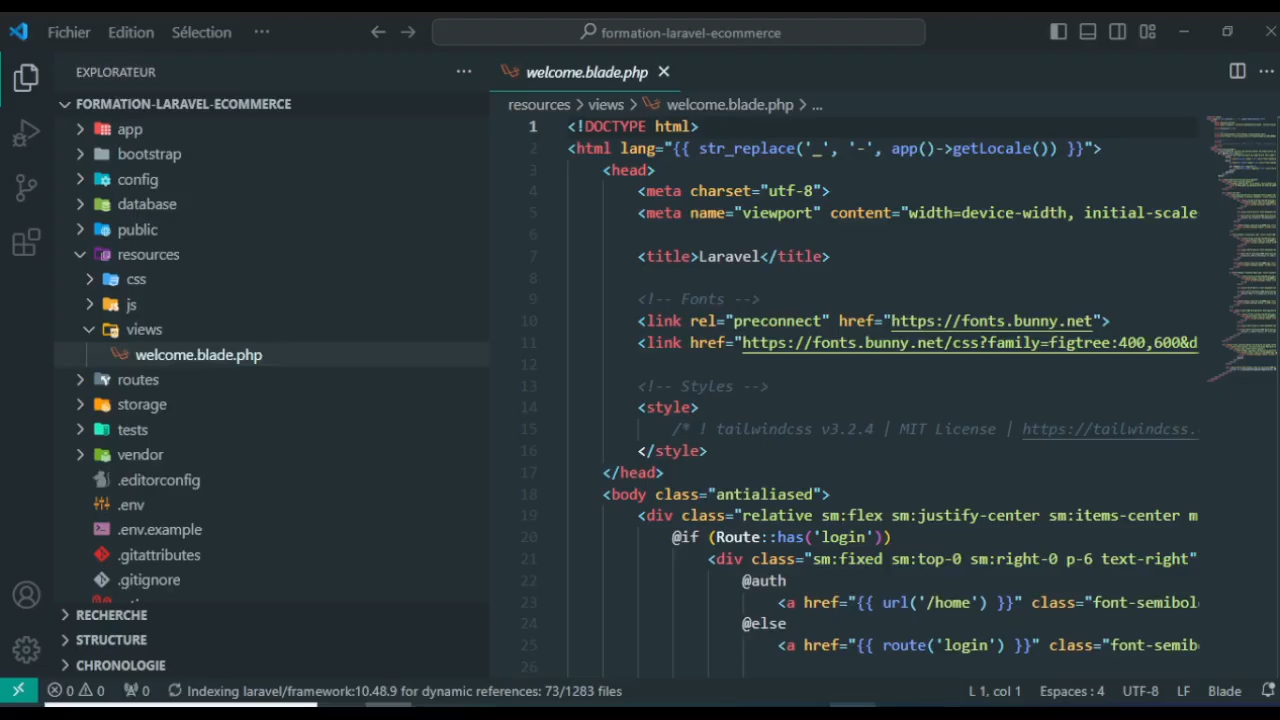 Fichier Edition Sélection ···
formation-laravel-ecommerce
EXPLORATEUR ···
FORMATION-LARAVEL-ECOMMERCE
app
bootstrap
config
database
public
resources
css
js
views
welcome.blade.php
routes
storage
tests
vendor
.editorconfig
.env
.env.example
.gitattributes
.gitignore
RECHERCHE
STRUCTURE
CHRONOLOGIE
welcome.blade.php
resources > views > welcome.blade.php > ...
1 <!DOCTYPE html>
2 <html lang="{{ str_replace('_', '-', app()->getLocale()) }}">
3 <head>
4 <meta charset="utf-8">
5 <meta name="viewport" content="width=device-width, initial-scale
6
7 <title>Laravel</title>
8
9 <!-- Fonts -->
10 <link rel="preconnect" href="https://fonts.bunny.net">
11 <link href="https://fonts.bunny.net/css?family=figtree:400,600&d
12
13 <!-- Styles -->
14 <style>
15 /* ! tailwindcss v3.2.4 | MIT License | https://tailwindcss.
16 </style>
17 </head>
18 <body class="antialiased">
19 <div class="relative sm:flex sm:justify-center sm:items-center m
20 @if (Route::has('login'))
21 <div class="sm:fixed sm:top-0 sm:right-0 p-6 text-right"
22 @auth
23 <a href="{{ url('/home') }}" class="font-semibol
24 @else
25 <a href="{{ route('login') }}" class="font-semib
26
0 0 0 Indexing laravel/framework:10.48.9 for dynamic references: 73/1283 files L 1, col 1 Espaces : 4 UTF-8 LF Blade